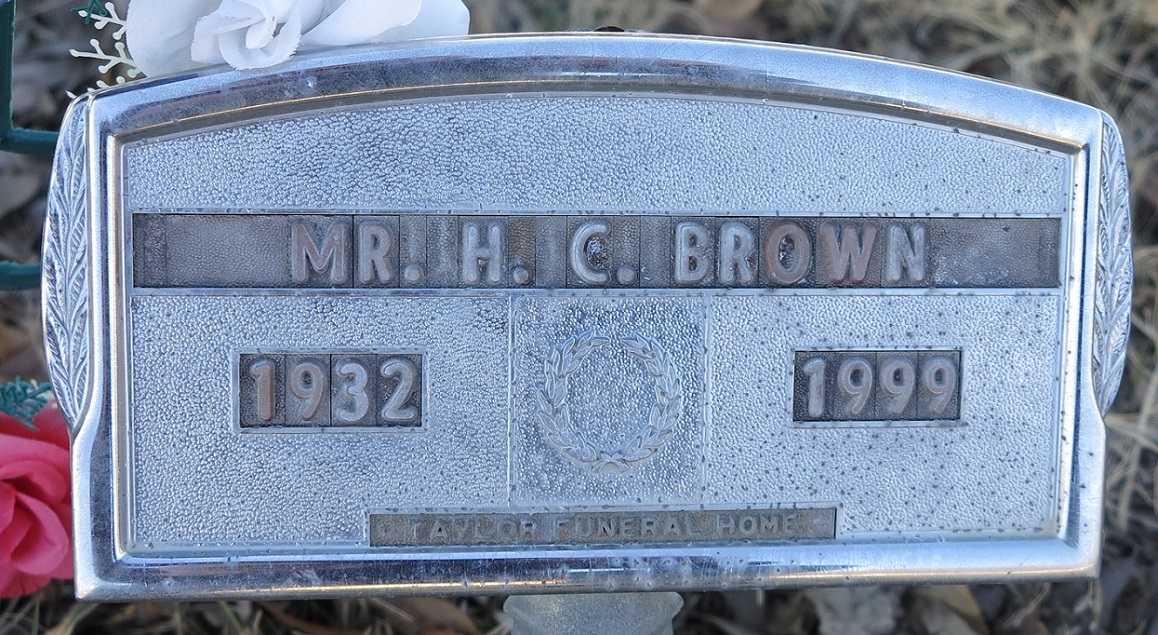 MR. H. C. BROWN
1932 1999
TAYLOR FUNERAL HOME